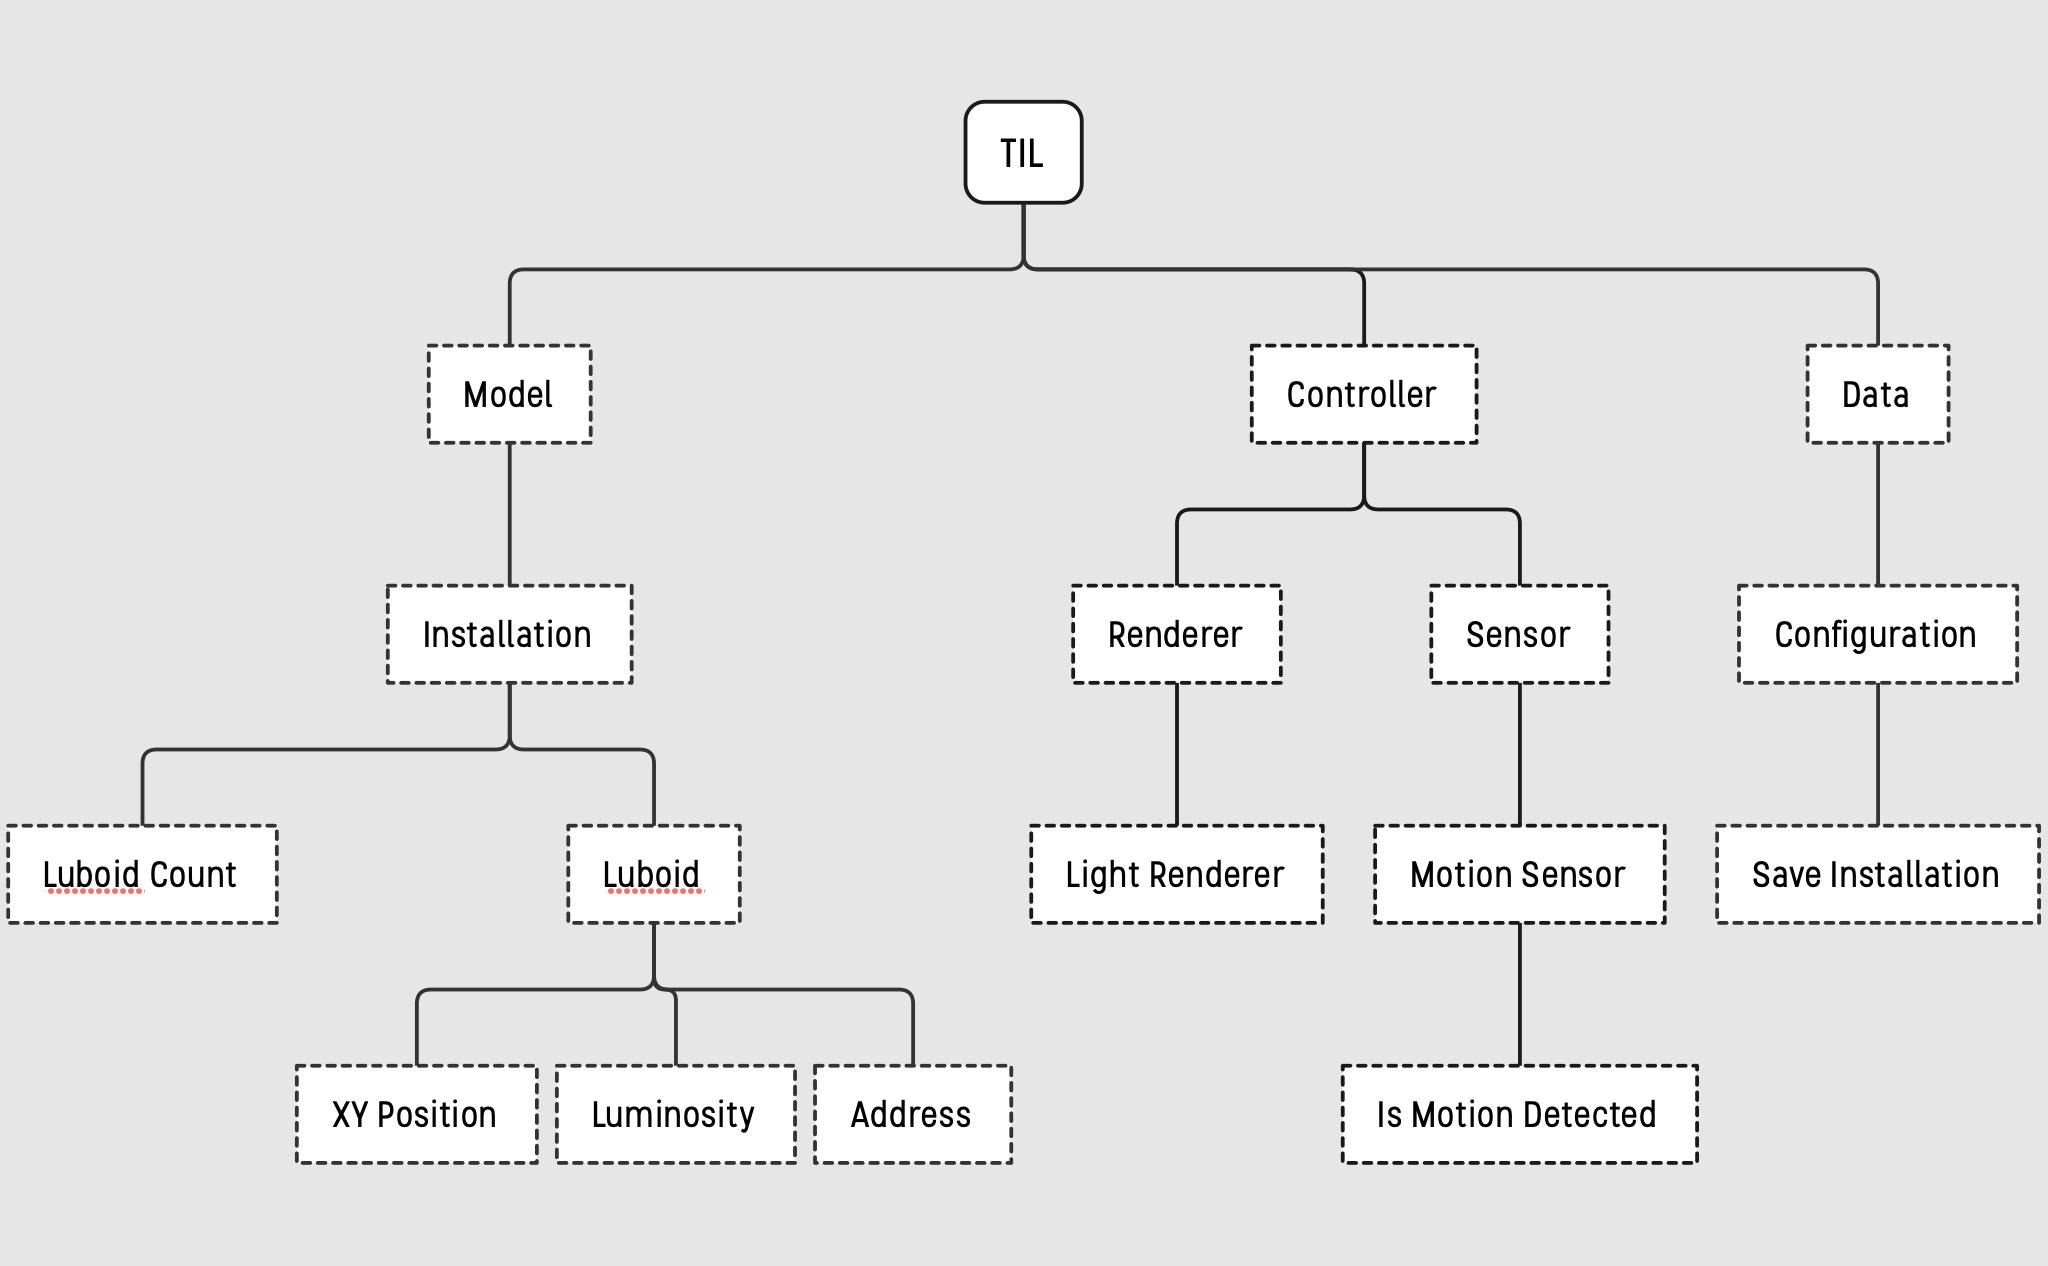 TIL
Model
Controller
Data
Installation
Renderer
Sensor
Configuration
Luboid Count
Luboid
Light Renderer
Motion Sensor
Save Installation
XY Position
Luminosity
Address
Is Motion Detected